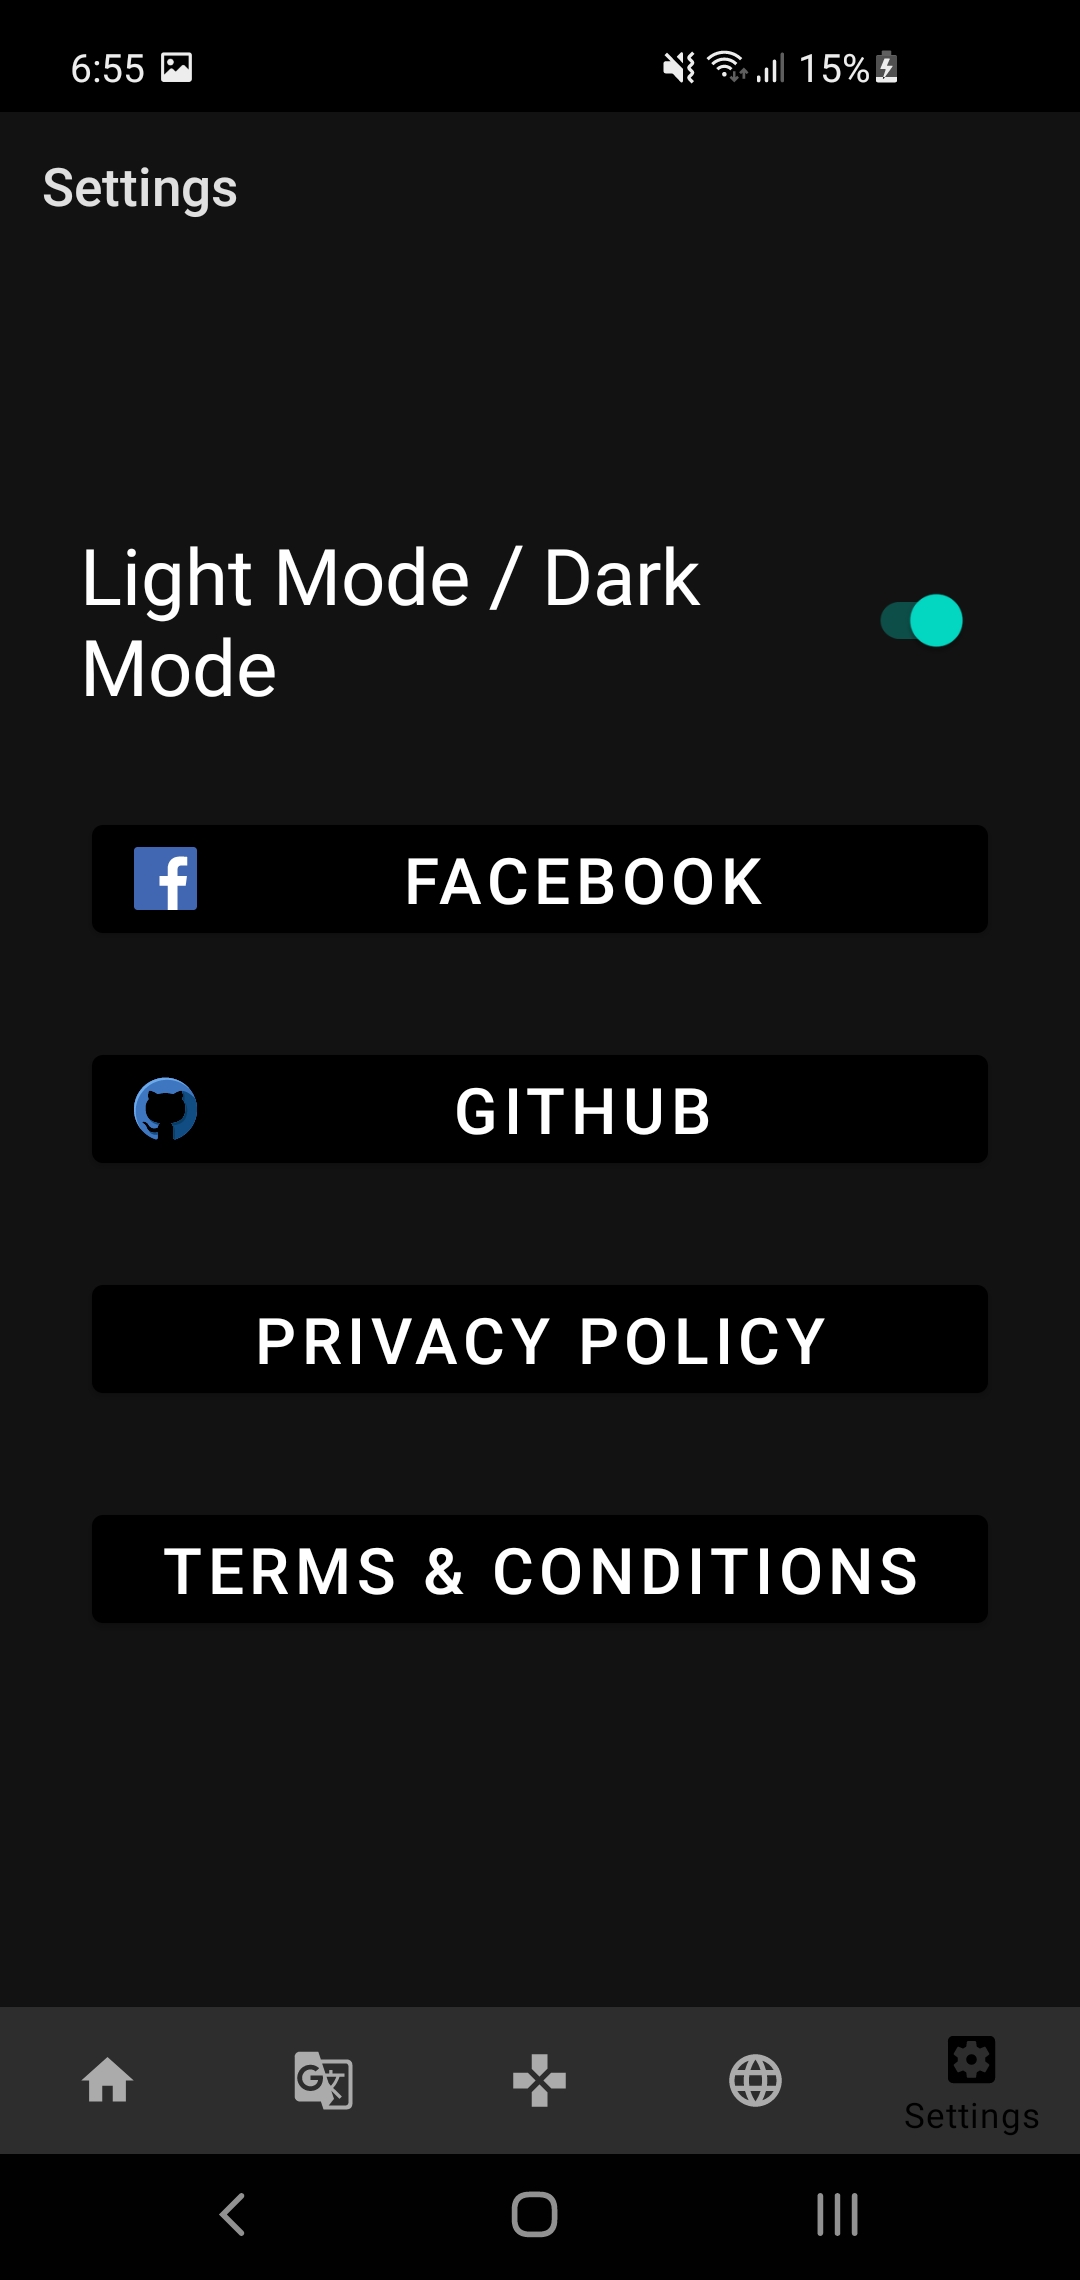 6:55 15%
Settings
Light Mode / Dark
Mode
FACEBOOK
GITHUB
PRIVACY POLICY
TERMS & CONDITIONS
Settings